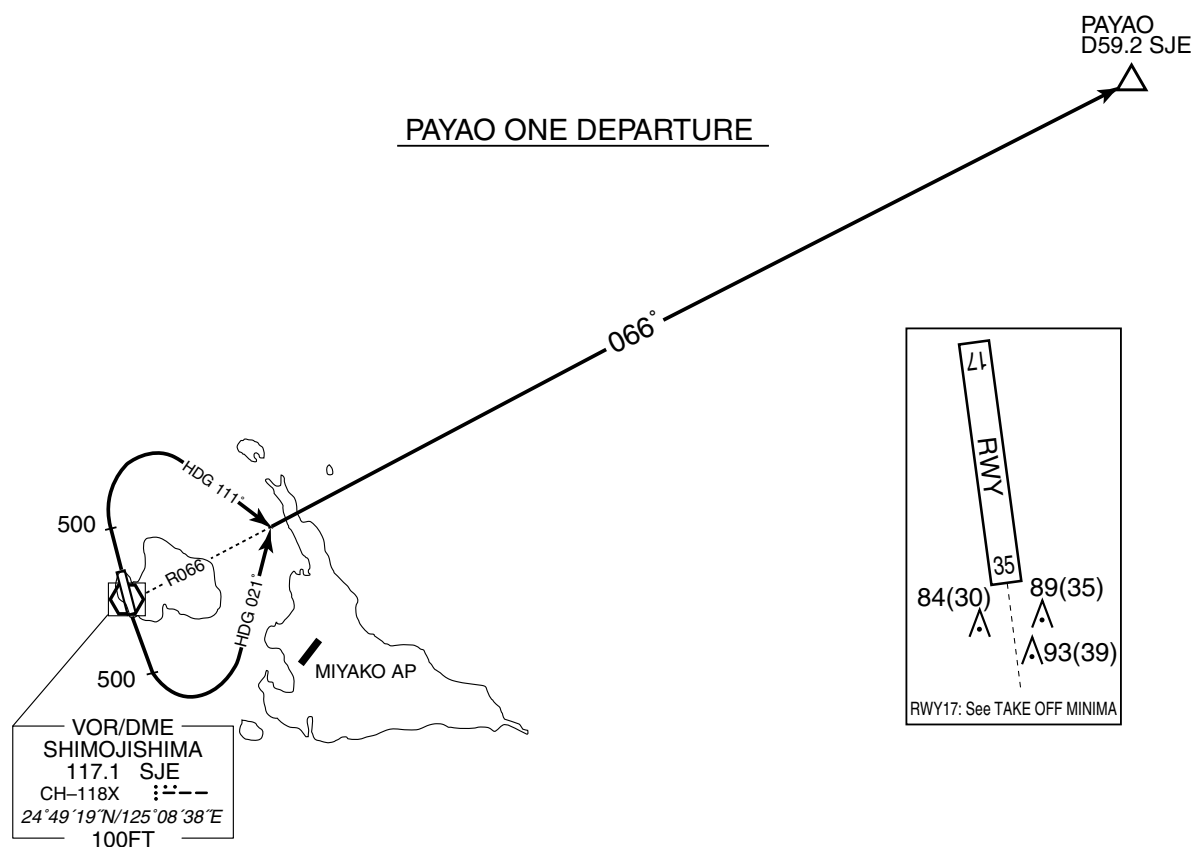 PAYAO
D59.2 SJE
PAYAO ONE DEPARTURE
066°
HDG 111°
500
R066
HDG 021°
500
MIYAKO AP
VOR/DME
SHIMOJISHIMA
117.1 SJE
CH–118X
24°49´19˝N/125°08´38˝E
100FT
17
RWY
35
84(30)
89(35)
93(39)
RWY17: See TAKE OFF MINIMA